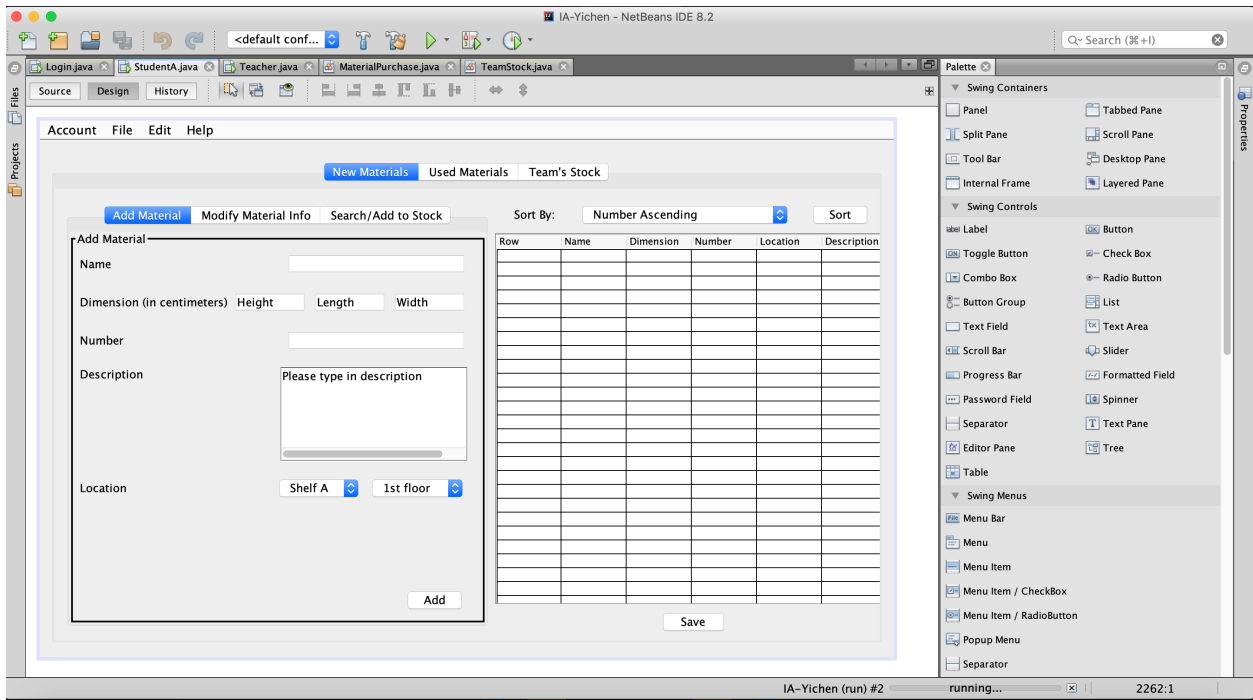 IA-Yichen - NetBeans IDE 8.2
<default conf...
Search (⌘+I)
Login.java StudentA.java Teacher.java MaterialPurchase.java TeamStock.java
Source Design History
Files
Projects
Account File Edit Help
New Materials Used Materials Team's Stock
Add Material Modify Material Info Search/Add to Stock
Sort By: Number Ascending Sort
Add Material
Row Name Dimension Number Location Description
Name
Dimension (in centimeters) Height Length Width
Number
Description Please type in description
Location Shelf A 1st floor
Add
Save
Palette
Swing Containers
Panel Tabbed Pane
Split Pane Scroll Pane
Tool Bar Desktop Pane
Internal Frame Layered Pane
Swing Controls
label Label OK Button
ON Toggle Button Check Box
Combo Box Radio Button
Button Group List
Text Field Text Area
Scroll Bar Slider
Progress Bar Formatted Field
Password Field Spinner
Separator Text Pane
Editor Pane Tree
Table
Swing Menus
File Menu Bar
Menu
Menu Item
Menu Item / CheckBox
Menu Item / RadioButton
Popup Menu
Separator
Properties
IA-Yichen (run) #2 running... 2262:1